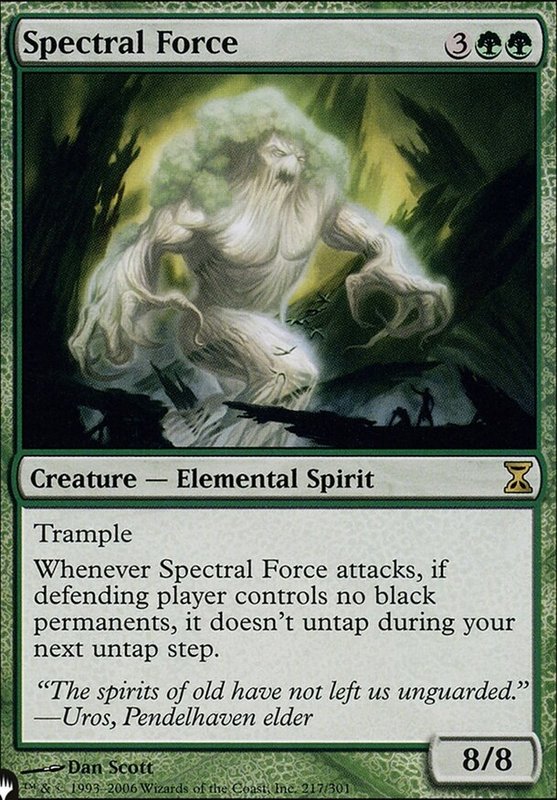 Spectral Force 3
Creature — Elemental Spirit
Trample
Whenever Spectral Force attacks, if
defending player controls no black
permanents, it doesn't untap during your
next untap step.
"The spirits of old have not left us unguarded."
—Uros, Pendelhaven elder
8/8
Dan Scott
™ & © 1993-2006 Wizards of the Coast, Inc. 217/301